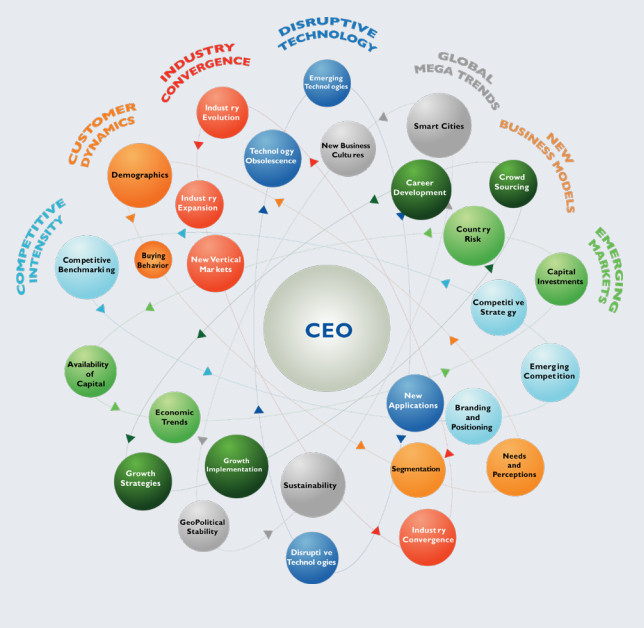 DISRUPTIVE
TECHNOLOGY
INDUSTRY
CONVERGENCE
GLOBAL
MEGA TRENDS
CUSTOMER
DYNAMICS
NEW
BUSINESS MODELS
COMPETITIVE
INTENSITY
EMERGING
MARKETS
Emerging
Technologies
Industry
Evolution
Smart Cities
Technology
Obsolescence
New Business
Cultures
Demographics
Career
Development
Crowd
Sourcing
Industry
Expansion
Country
Risk
Competitive
Benchmarking
Buying
Behavior
New Vertical
Markets
Capital
Investments
Competitive
Strategy
CEO
Availability
of
Capital
Emerging
Competition
New
Applications
Economic
Trends
Branding
and
Positioning
Growth
Implementation
Segmentation
Needs
and
Perceptions
Growth
Strategies
Sustainability
GeoPolitical
Stability
Industry
Convergence
Disruptive
Technologies